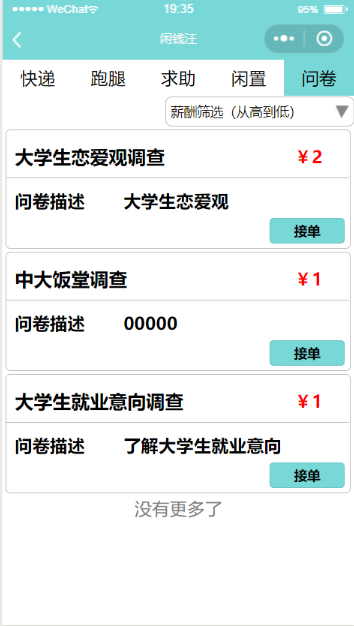 WeChat 19:35 95%
闲钱汪
快递 跑腿 求助 闲置 问卷
薪酬筛选（从高到低）
大学生恋爱观调查 ￥2
问卷描述 大学生恋爱观
接单
中大饭堂调查 ￥1
问卷描述 00000
接单
大学生就业意向调查 ￥1
问卷描述 了解大学生就业意向
接单
没有更多了